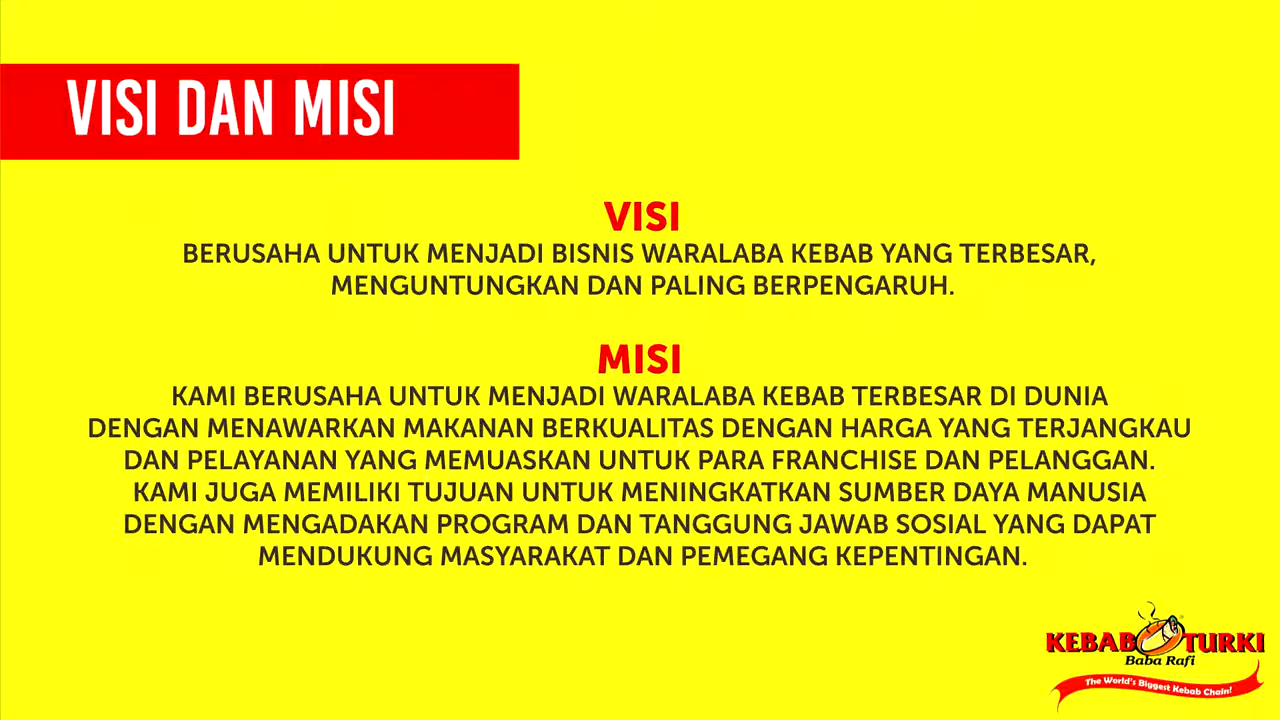 VISI DAN MISI
VISI
BERUSAHA UNTUK MENJADI BISNIS WARALABA KEBAB YANG TERBESAR,
MENGUNTUNGKAN DAN PALING BERPENGARUH.
MISI
KAMI BERUSAHA UNTUK MENJADI WARALABA KEBAB TERBESAR DI DUNIA
DENGAN MENAWARKAN MAKANAN BERKUALITAS DENGAN HARGA YANG TERJANGKAU
DAN PELAYANAN YANG MEMUASKAN UNTUK PARA FRANCHISE DAN PELANGGAN.
KAMI JUGA MEMILIKI TUJUAN UNTUK MENINGKATKAN SUMBER DAYA MANUSIA
DENGAN MENGADAKAN PROGRAM DAN TANGGUNG JAWAB SOSIAL YANG DAPAT
MENDUKUNG MASYARAKAT DAN PEMEGANG KEPENTINGAN.
KEBAB TURKI
Baba Rafi
The World's Biggest Kebab Chain!